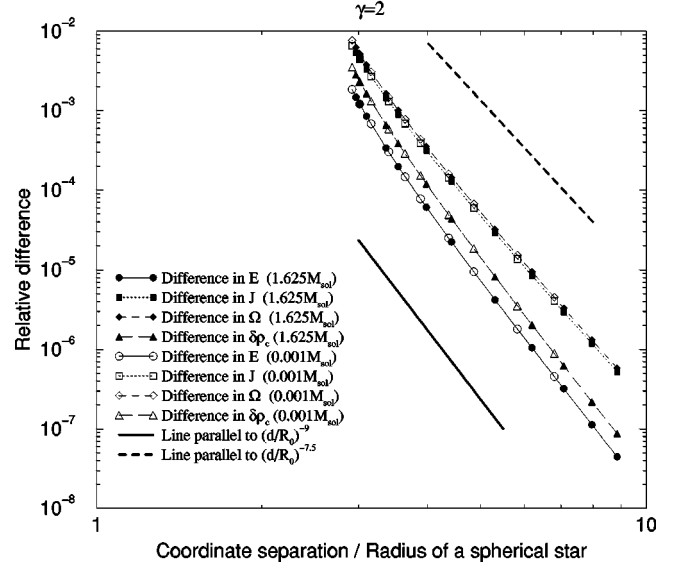 γ=2
10⁻²
10⁻³
10⁻⁴
10⁻⁵
10⁻⁶
10⁻⁷
10⁻⁸
Relative difference
Difference in E (1.625M_sol)
Difference in J (1.625M_sol)
Difference in Ω (1.625M_sol)
Difference in δρ_c (1.625M_sol)
Difference in E (0.001M_sol)
Difference in J (0.001M_sol)
Difference in Ω (0.001M_sol)
Difference in δρ_c (0.001M_sol)
Line parallel to (d/R₀)⁻⁹
Line parallel to (d/R₀)⁻⁷·⁵
1 10
Coordinate separation / Radius of a spherical star